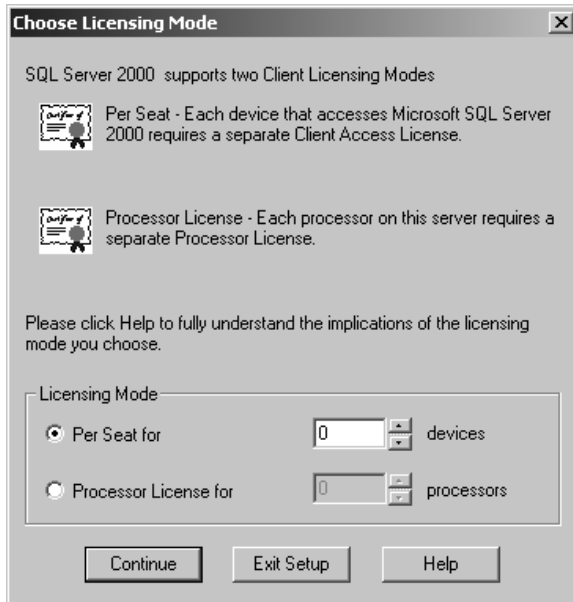 Choose Licensing Mode
SQL Server 2000 supports two Client Licensing Modes
Per Seat - Each device that accesses Microsoft SQL Server
2000 requires a separate Client Access License.
Processor License - Each processor on this server requires a
separate Processor License.
Please click Help to fully understand the implications of the licensing
mode you choose.
Licensing Mode
Per Seat for 0 devices
Processor License for 0 processors
Continue Exit Setup Help